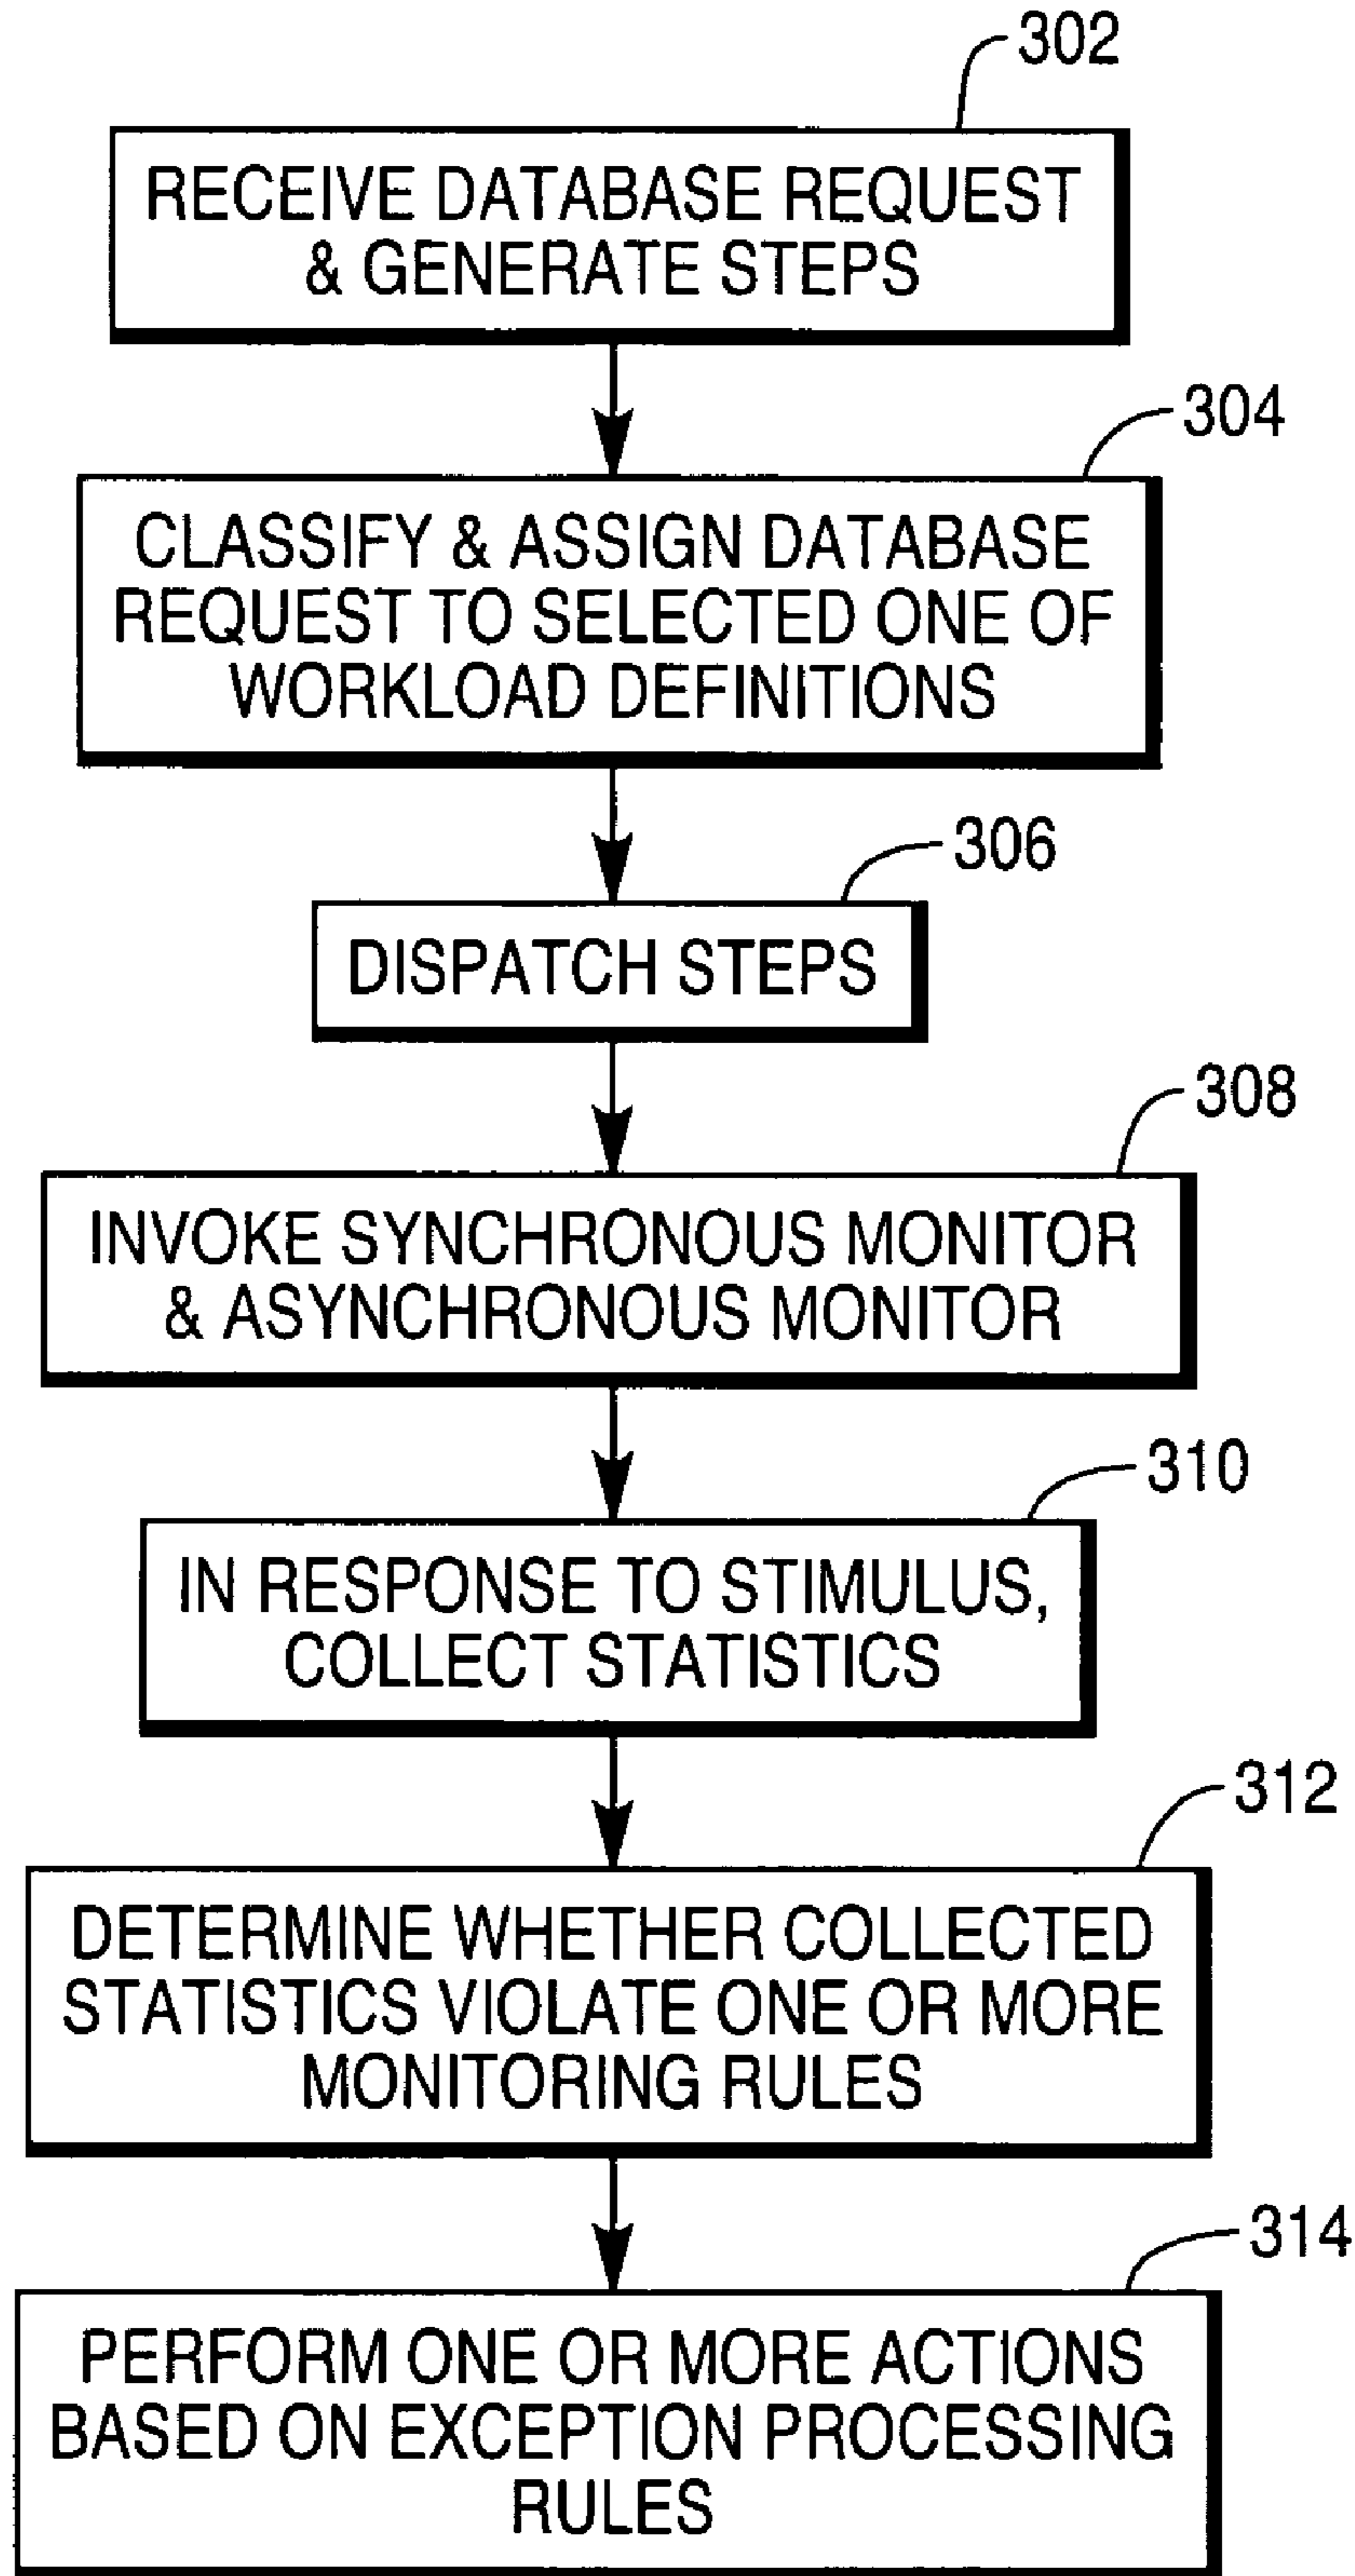 302
RECEIVE DATABASE REQUEST
& GENERATE STEPS
304
CLASSIFY & ASSIGN DATABASE
REQUEST TO SELECTED ONE OF
WORKLOAD DEFINITIONS
306
DISPATCH STEPS
308
INVOKE SYNCHRONOUS MONITOR
& ASYNCHRONOUS MONITOR
310
IN RESPONSE TO STIMULUS,
COLLECT STATISTICS
312
DETERMINE WHETHER COLLECTED
STATISTICS VIOLATE ONE OR MORE
MONITORING RULES
314
PERFORM ONE OR MORE ACTIONS
BASED ON EXCEPTION PROCESSING
RULES